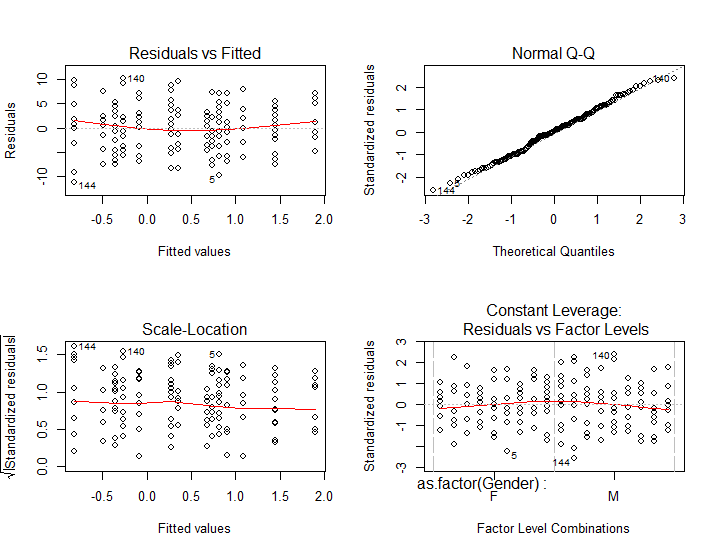 Residuals vs Fitted
Residuals
10
5
0
-10
140
144
5
-0.5 0.0 0.5 1.0 1.5 2.0
Fitted values
Normal Q-Q
Standardized residuals
2
1
0
-1
-2
140
144
5
-3 -2 -1 0 1 2 3
Theoretical Quantiles
Scale-Location
√|Standardized residuals|
1.5
1.0
0.5
0.0
144
140
5
-0.5 0.0 0.5 1.0 1.5 2.0
Fitted values
Constant Leverage:
Residuals vs Factor Levels
Standardized residuals
3
2
1
0
-1
-3
140
5
144
as.factor(Gender) :
F M
Factor Level Combinations